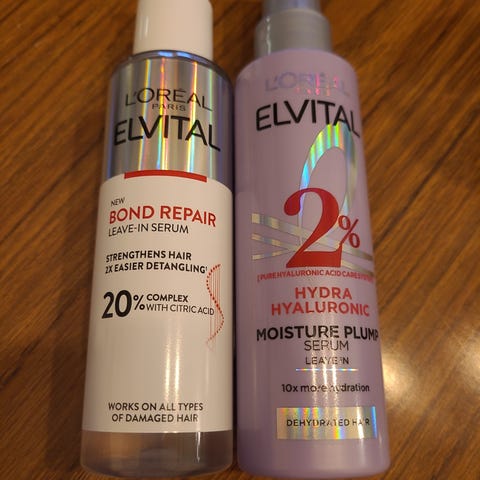 L'ORÉAL
PARIS
ELVITAL
NEW
BOND REPAIR
LEAVE-IN SERUM
STRENGTHENS HAIR
2X EASIER DETANGLING¹
20% COMPLEX
WITH CITRIC ACID
WORKS ON ALL TYPES
OF DAMAGED HAIR
L'ORÉAL
PARIS
ELVITAL
2%
[PURE HYALURONIC ACID CARE SYSTEM]
HYDRA
HYALURONIC
MOISTURE PLUMP
SERUM
LEAVE-IN
10x more hydration
DEHYDRATED HAIR